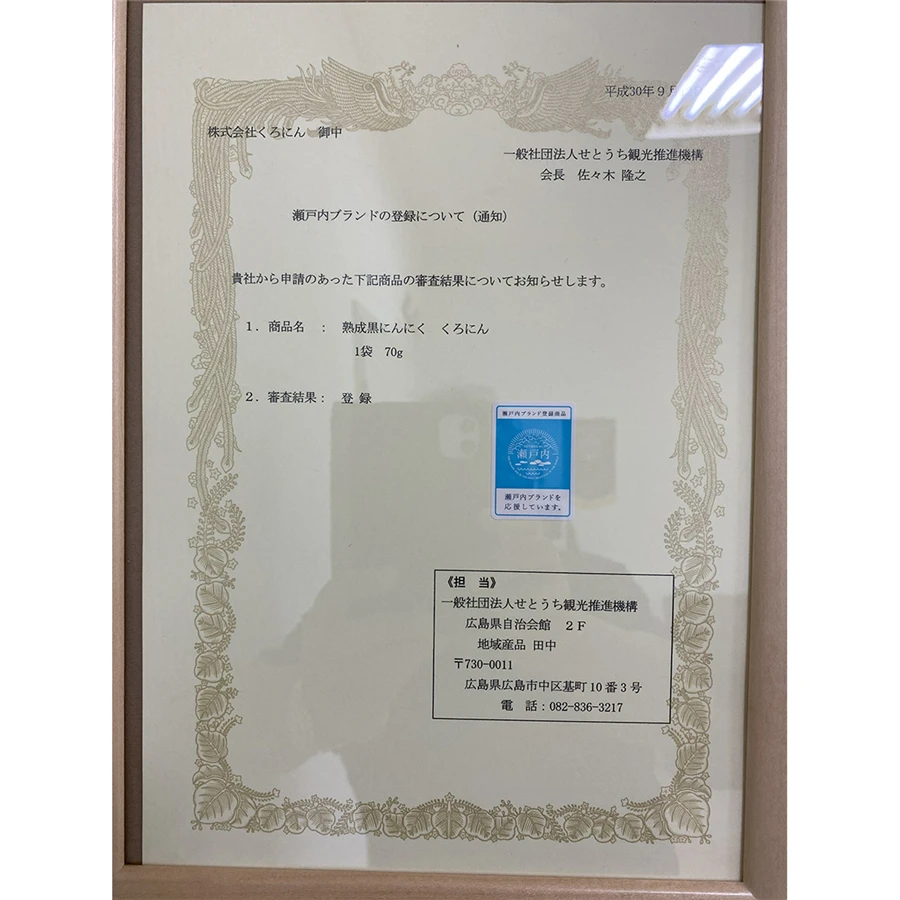 平成30年9月
株式会社くろにん　御中
一般社団法人せとうち観光推進機構
会長　佐々木 隆之
瀬戸内ブランドの登録について（通知）
貴社から申請のあった下記商品の審査結果についてお知らせします。
１．商品名　：　熟成黒にんにく　くろにん
1袋　70g
２．審査結果：　登 録
瀬戸内ブランド登録商品
瀬戸内
瀬戸内ブランドを
応援しています。
《担　当》
一般社団法人せとうち観光推進機構
広島県自治会館　２Ｆ
地域産品 田中
〒730-0011
広島県広島市中区基町10番3号
電　話：082-836-3217